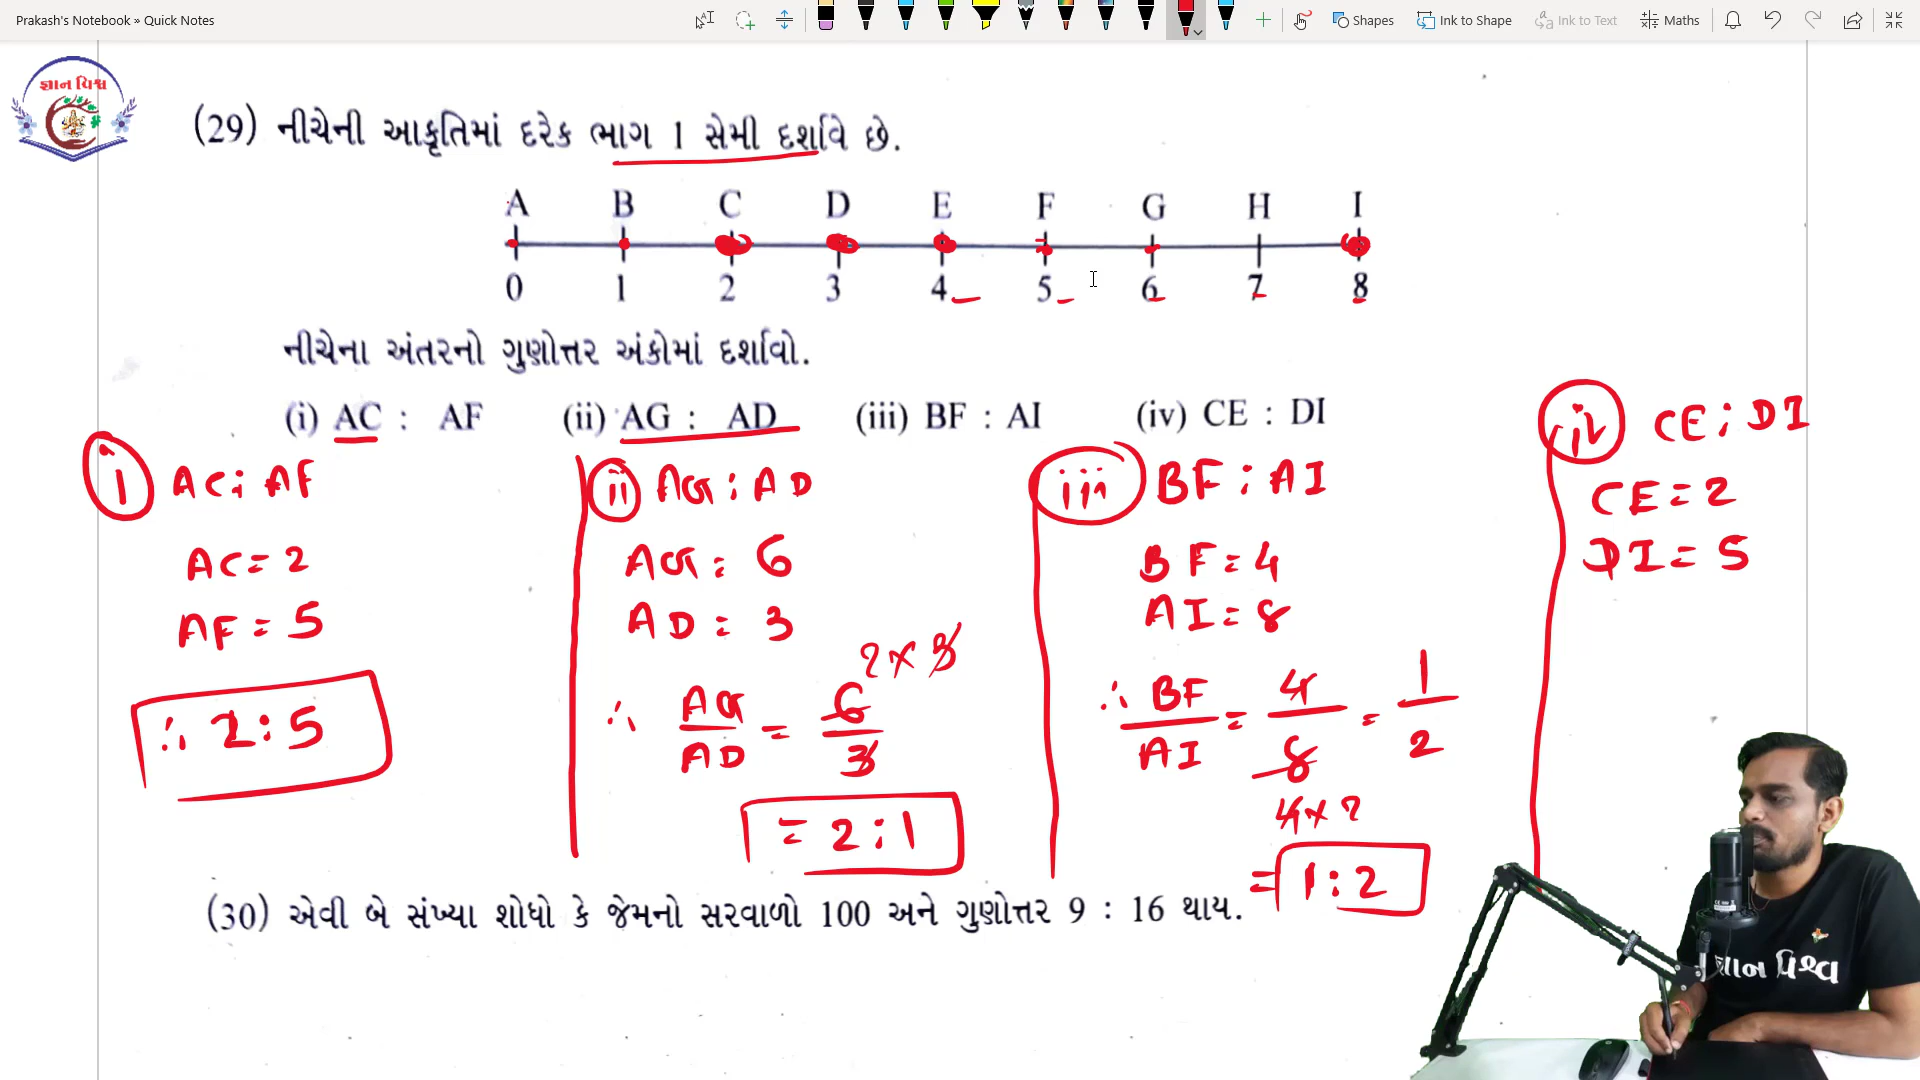 Prakash's Notebook » Quick Notes
Shapes
Ink to Shape
Ink to Text
Maths
જ્ઞાન વિશ્વ
(29) નીચેની આકૃતિમાં દરેક ભાગ 1 સેમી દર્શાવે છે.
A B C D E F G H I
0 1 2 3 4 5 6 7 8
નીચેના અંતરનો ગુણોત્તર અંકોમાં દર્શાવો.
(i) AC : AF (ii) AG : AD (iii) BF : AI (iv) CE : DI
i AC : AF
AC = 2
AF = 5
∴ 2 : 5
ii AG : AD
AG = 6
AD = 3
2 × 3
∴ AG/AD = 6/3
= 2 : 1
iii BF : AI
BF = 4
AI = 8
∴ BF/AI = 4/8 = 1/2
4 × 2
= 1 : 2
iv CE : DI
CE = 2
DI = 5
(30) એવી બે સંખ્યા શોધો કે જેમનો સરવાળો 100 અને ગુણોત્તર 9 : 16 થાય.
જ્ઞાન વિશ્વ